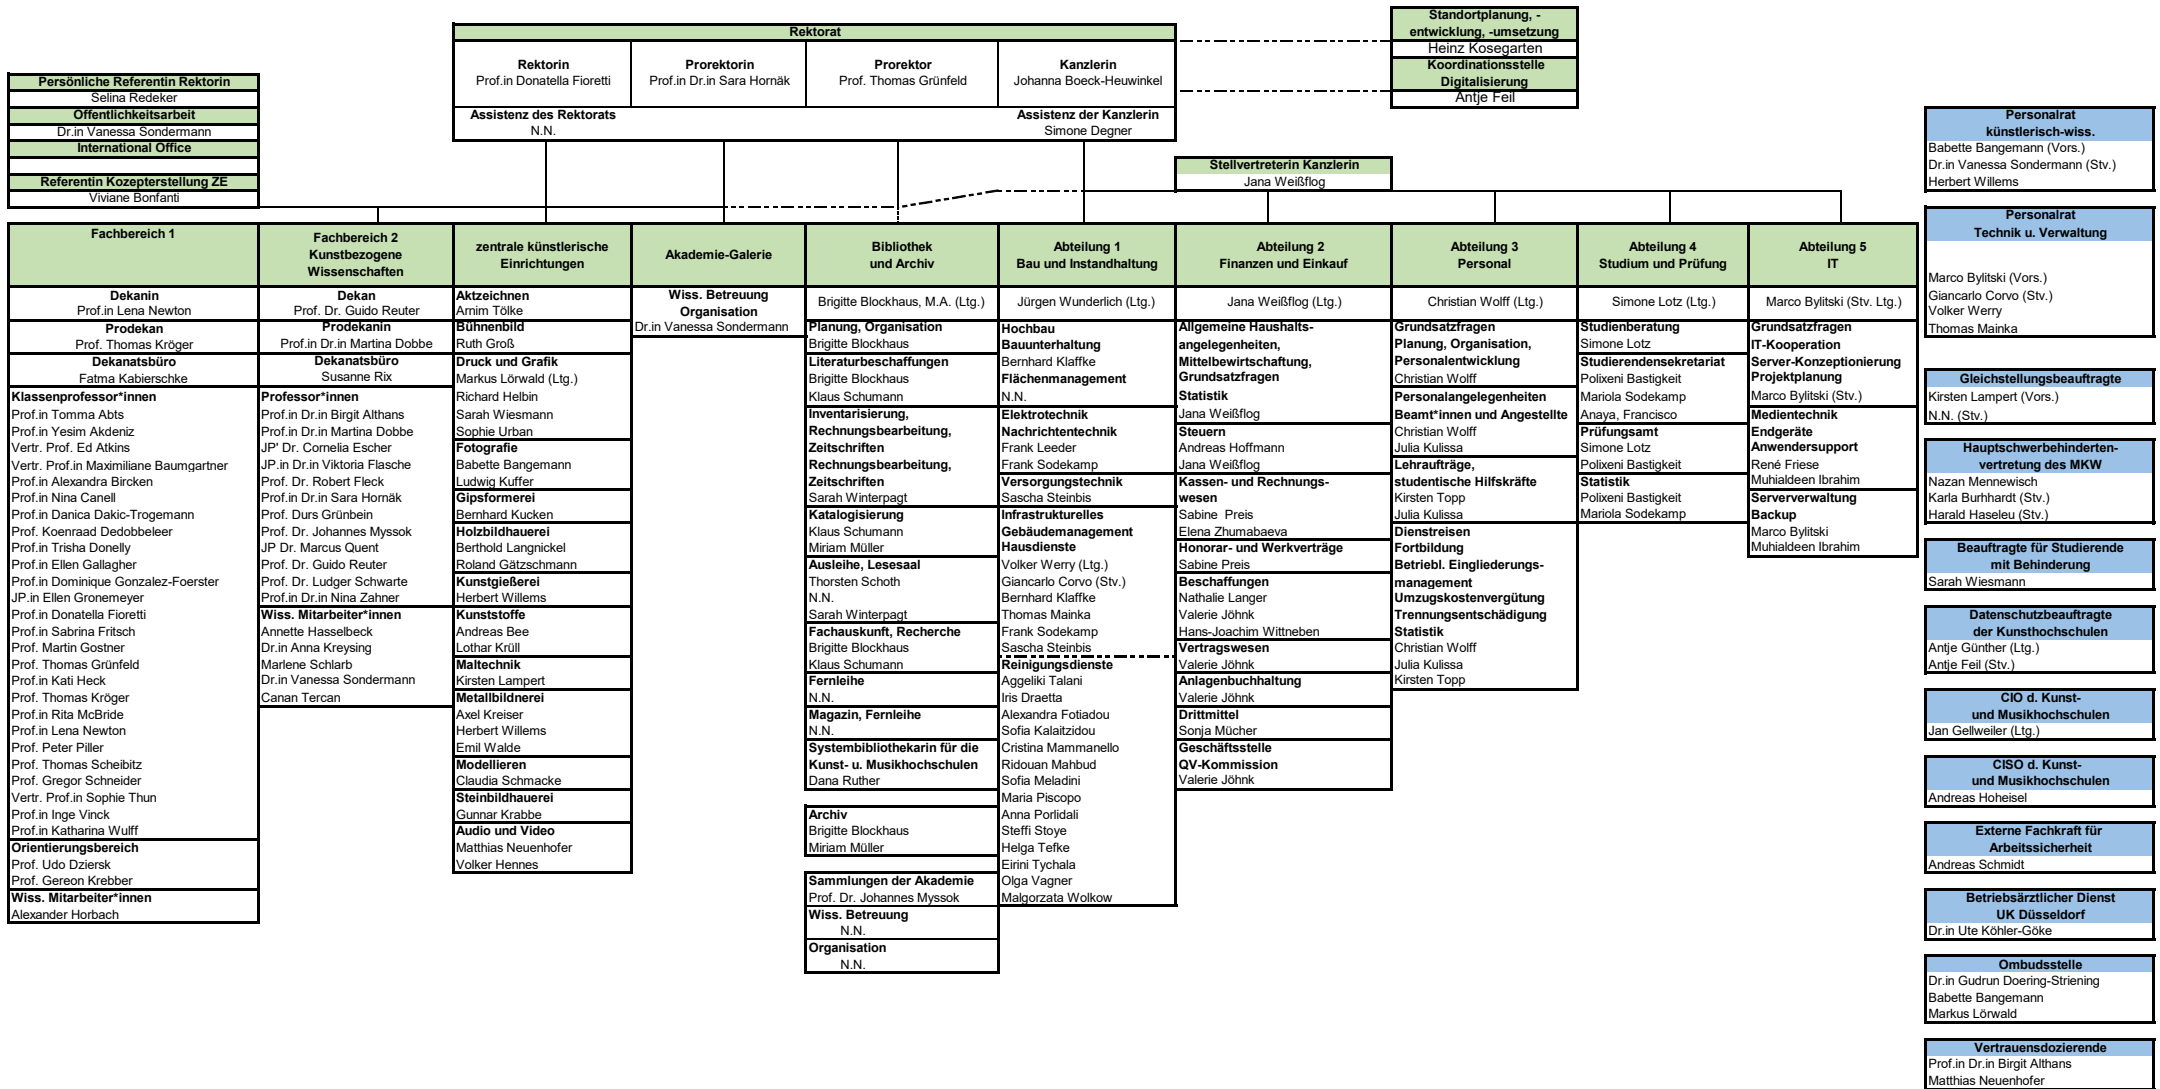 Standortplanung, -
entwicklung, -umsetzung
Heinz Kosegarten
Koordinationsstelle
Digitalisierung
Antje Feil
Rektorat
Rektorin
Prof.in Donatella Fioretti
Prorektorin
Prof.in Dr.in Sara Hornäk
Prorektor
Prof. Thomas Grünfeld
Kanzlerin
Johanna Boeck-Heuwinkel
Assistenz des Rektorats
N.N.
Assistenz der Kanzlerin
Simone Degner
Persönliche Referentin Rektorin
Selina Redeker
Öffentlichkeitsarbeit
Dr.in Vanessa Sondermann
International Office
Referentin Kozepterstellung ZE
Viviane Bonfanti
Stellvertreterin Kanzlerin
Jana Weißflog
Fachbereich 1
Dekanin
Prof.in Lena Newton
Prodekan
Prof. Thomas Kröger
Dekanatsbüro
Fatma Kabierschke
Klassenprofessor*innen
Prof.in Tomma Abts
Prof.in Yesim Akdeniz
Vertr. Prof. Ed Atkins
Vertr. Prof.in Maximiliane Baumgartner
Prof.in Alexandra Bircken
Prof.in Nina Canell
Prof.in Danica Dakic-Trogemann
Prof. Koenraad Dedobbeleer
Prof.in Trisha Donelly
Prof.in Ellen Gallagher
Prof.in Dominique Gonzalez-Foerster
JP.in Ellen Gronemeyer
Prof.in Donatella Fioretti
Prof.in Sabrina Fritsch
Prof. Martin Gostner
Prof. Thomas Grünfeld
Prof.in Kati Heck
Prof. Thomas Kröger
Prof.in Rita McBride
Prof.in Lena Newton
Prof. Peter Piller
Prof. Thomas Scheibitz
Prof. Gregor Schneider
Vertr. Prof.in Sophie Thun
Prof.in Inge Vinck
Prof.in Katharina Wulff
Orientierungsbereich
Prof. Udo Dziersk
Prof. Gereon Krebber
Wiss. Mitarbeiter*innen
Alexander Horbach
Fachbereich 2
Kunstbezogene
Wissenschaften
Dekan
Prof. Dr. Guido Reuter
Prodekanin
Prof.in Dr.in Martina Dobbe
Dekanatsbüro
Susanne Rix
Professor*innen
Prof.in Dr.in Birgit Althans
Prof.in Dr.in Martina Dobbe
JP' Dr. Cornelia Escher
JP.in Dr.in Viktoria Flasche
Prof. Dr. Robert Fleck
Prof.in Dr.in Sara Hornäk
Prof. Durs Grünbein
Prof. Dr. Johannes Myssok
JP Dr. Marcus Quent
Prof. Dr. Guido Reuter
Prof. Dr. Ludger Schwarte
Prof.in Dr.in Nina Zahner
Wiss. Mitarbeiter*innen
Annette Hasselbeck
Dr.in Anna Kreysing
Marlene Schlarb
Dr.in Vanessa Sondermann
Canan Tercan
zentrale künstlerische
Einrichtungen
Aktzeichnen
Arnim Tölke
Bühnenbild
Ruth Groß
Druck und Grafik
Markus Lörwald (Ltg.)
Richard Helbin
Sarah Wiesmann
Sophie Urban
Fotografie
Babette Bangemann
Ludwig Kuffer
Gipsformerei
Bernhard Kucken
Holzbildhauerei
Berthold Langnickel
Roland Gätzschmann
Kunstgießerei
Herbert Willems
Kunststoffe
Andreas Bee
Lothar Krüll
Maltechnik
Kirsten Lampert
Metallbildnerei
Axel Kreiser
Herbert Willems
Emil Walde
Modellieren
Claudia Schmacke
Steinbildhauerei
Gunnar Krabbe
Audio und Video
Matthias Neuenhofer
Volker Hennes
Akademie-Galerie
Wiss. Betreuung
Organisation
Dr.in Vanessa Sondermann
Bibliothek
und Archiv
Brigitte Blockhaus, M.A. (Ltg.)
Planung, Organisation
Brigitte Blockhaus
Literaturbeschaffungen
Brigitte Blockhaus
Klaus Schumann
Inventarisierung,
Rechnungsbearbeitung,
Zeitschriften
Rechnungsbearbeitung,
Zeitschriften
Sarah Winterpagt
Katalogisierung
Klaus Schumann
Miriam Müller
Ausleihe, Lesesaal
Thorsten Schoth
N.N.
Sarah Winterpagt
Fachauskunft, Recherche
Brigitte Blockhaus
Klaus Schumann
Fernleihe
N.N.
Magazin, Fernleihe
N.N.
Systembibliothekarin für die
Kunst- u. Musikhochschulen
Dana Ruther
Archiv
Brigitte Blockhaus
Miriam Müller
Sammlungen der Akademie
Prof. Dr. Johannes Myssok
Wiss. Betreuung
N.N.
Organisation
N.N.
Abteilung 1
Bau und Instandhaltung
Jürgen Wunderlich (Ltg.)
Hochbau
Bauunterhaltung
Bernhard Klaffke
Flächenmanagement
N.N.
Elektrotechnik
Nachrichtentechnik
Frank Leeder
Frank Sodekamp
Versorgungstechnik
Sascha Steinbis
Infrastrukturelles
Gebäudemanagement
Hausdienste
Volker Werry (Ltg.)
Giancarlo Corvo (Stv.)
Bernhard Klaffke
Thomas Mainka
Frank Sodekamp
Sascha Steinbis
Reinigungsdienste
Aggeliki Talani
Iris Draetta
Alexandra Fotiadou
Sofia Kalaitzidou
Cristina Mammanello
Ridouan Mahbud
Sofia Meladini
Maria Piscopo
Anna Porlidali
Steffi Stoye
Helga Tefke
Eirini Tychala
Olga Vagner
Malgorzata Wolkow
Abteilung 2
Finanzen und Einkauf
Jana Weißflog (Ltg.)
Allgemeine Haushalts-
angelegenheiten,
Mittelbewirtschaftung,
Grundsatzfragen
Statistik
Jana Weißflog
Steuern
Andreas Hoffmann
Jana Weißflog
Kassen- und Rechnungs-
wesen
Sabine  Preis
Elena Zhumabaeva
Honorar- und Werkverträge
Sabine Preis
Beschaffungen
Nathalie Langer
Valerie Jöhnk
Hans-Joachim Wittneben
Vertragswesen
Valerie Jöhnk
Anlagenbuchhaltung
Valerie Jöhnk
Drittmittel
Sonja Mücher
Geschäftsstelle
QV-Kommission
Valerie Jöhnk
Abteilung 3
Personal
Christian Wolff (Ltg.)
Grundsatzfragen
Planung, Organisation,
Personalentwicklung
Christian Wolff
Personalangelegenheiten
Beamt*innen und Angestellte
Christian Wolff
Julia Kulissa
Lehraufträge,
studentische Hilfskräfte
Kirsten Topp
Julia Kulissa
Dienstreisen
Fortbildung
Betriebl. Eingliederungs-
management
Umzugskostenvergütung
Trennungsentschädigung
Statistik
Christian Wolff
Julia Kulissa
Kirsten Topp
Abteilung 4
Studium und Prüfung
Simone Lotz (Ltg.)
Studienberatung
Simone Lotz
Studierendensekretariat
Polixeni Bastigkeit
Mariola Sodekamp
Anaya, Francisco
Prüfungsamt
Simone Lotz
Polixeni Bastigkeit
Statistik
Polixeni Bastigkeit
Mariola Sodekamp
Abteilung 5
IT
Marco Bylitski (Stv. Ltg.)
Grundsatzfragen
IT-Kooperation
Server-Konzeptionierung
Projektplanung
Marco Bylitski (Stv.)
Medientechnik
Endgeräte
Anwendersupport
René Friese
Muhialdeen Ibrahim
Serververwaltung
Backup
Marco Bylitski
Muhialdeen Ibrahim
Personalrat
künstlerisch-wiss.
Babette Bangemann (Vors.)
Dr.in Vanessa Sondermann (Stv.)
Herbert Willems
Personalrat
Technik u. Verwaltung
Marco Bylitski (Vors.)
Giancarlo Corvo (Stv.)
Volker Werry
Thomas Mainka
Gleichstellungsbeauftragte
Kirsten Lampert (Vors.)
N.N. (Stv.)
Hauptschwerbehinderten-
vertretung des MKW
Nazan Mennewisch
Karla Burhhardt (Stv.)
Harald Haseleu (Stv.)
Beauftragte für Studierende
mit Behinderung
Sarah Wiesmann
Datenschutzbeauftragte
der Kunsthochschulen
Antje Günther (Ltg.)
Antje Feil (Stv.)
CIO d. Kunst-
und Musikhochschulen
Jan Gellweiler (Ltg.)
CISO d. Kunst-
und Musikhochschulen
Andreas Hoheisel
Externe Fachkraft für
Arbeitssicherheit
Andreas Schmidt
Betriebsärztlicher Dienst
UK Düsseldorf
Dr.in Ute Köhler-Göke
Ombudsstelle
Dr.in Gudrun Doering-Striening
Babette Bangemann
Markus Lörwald
Vertrauensdozierende
Prof.in Dr.in Birgit Althans
Matthias Neuenhofer